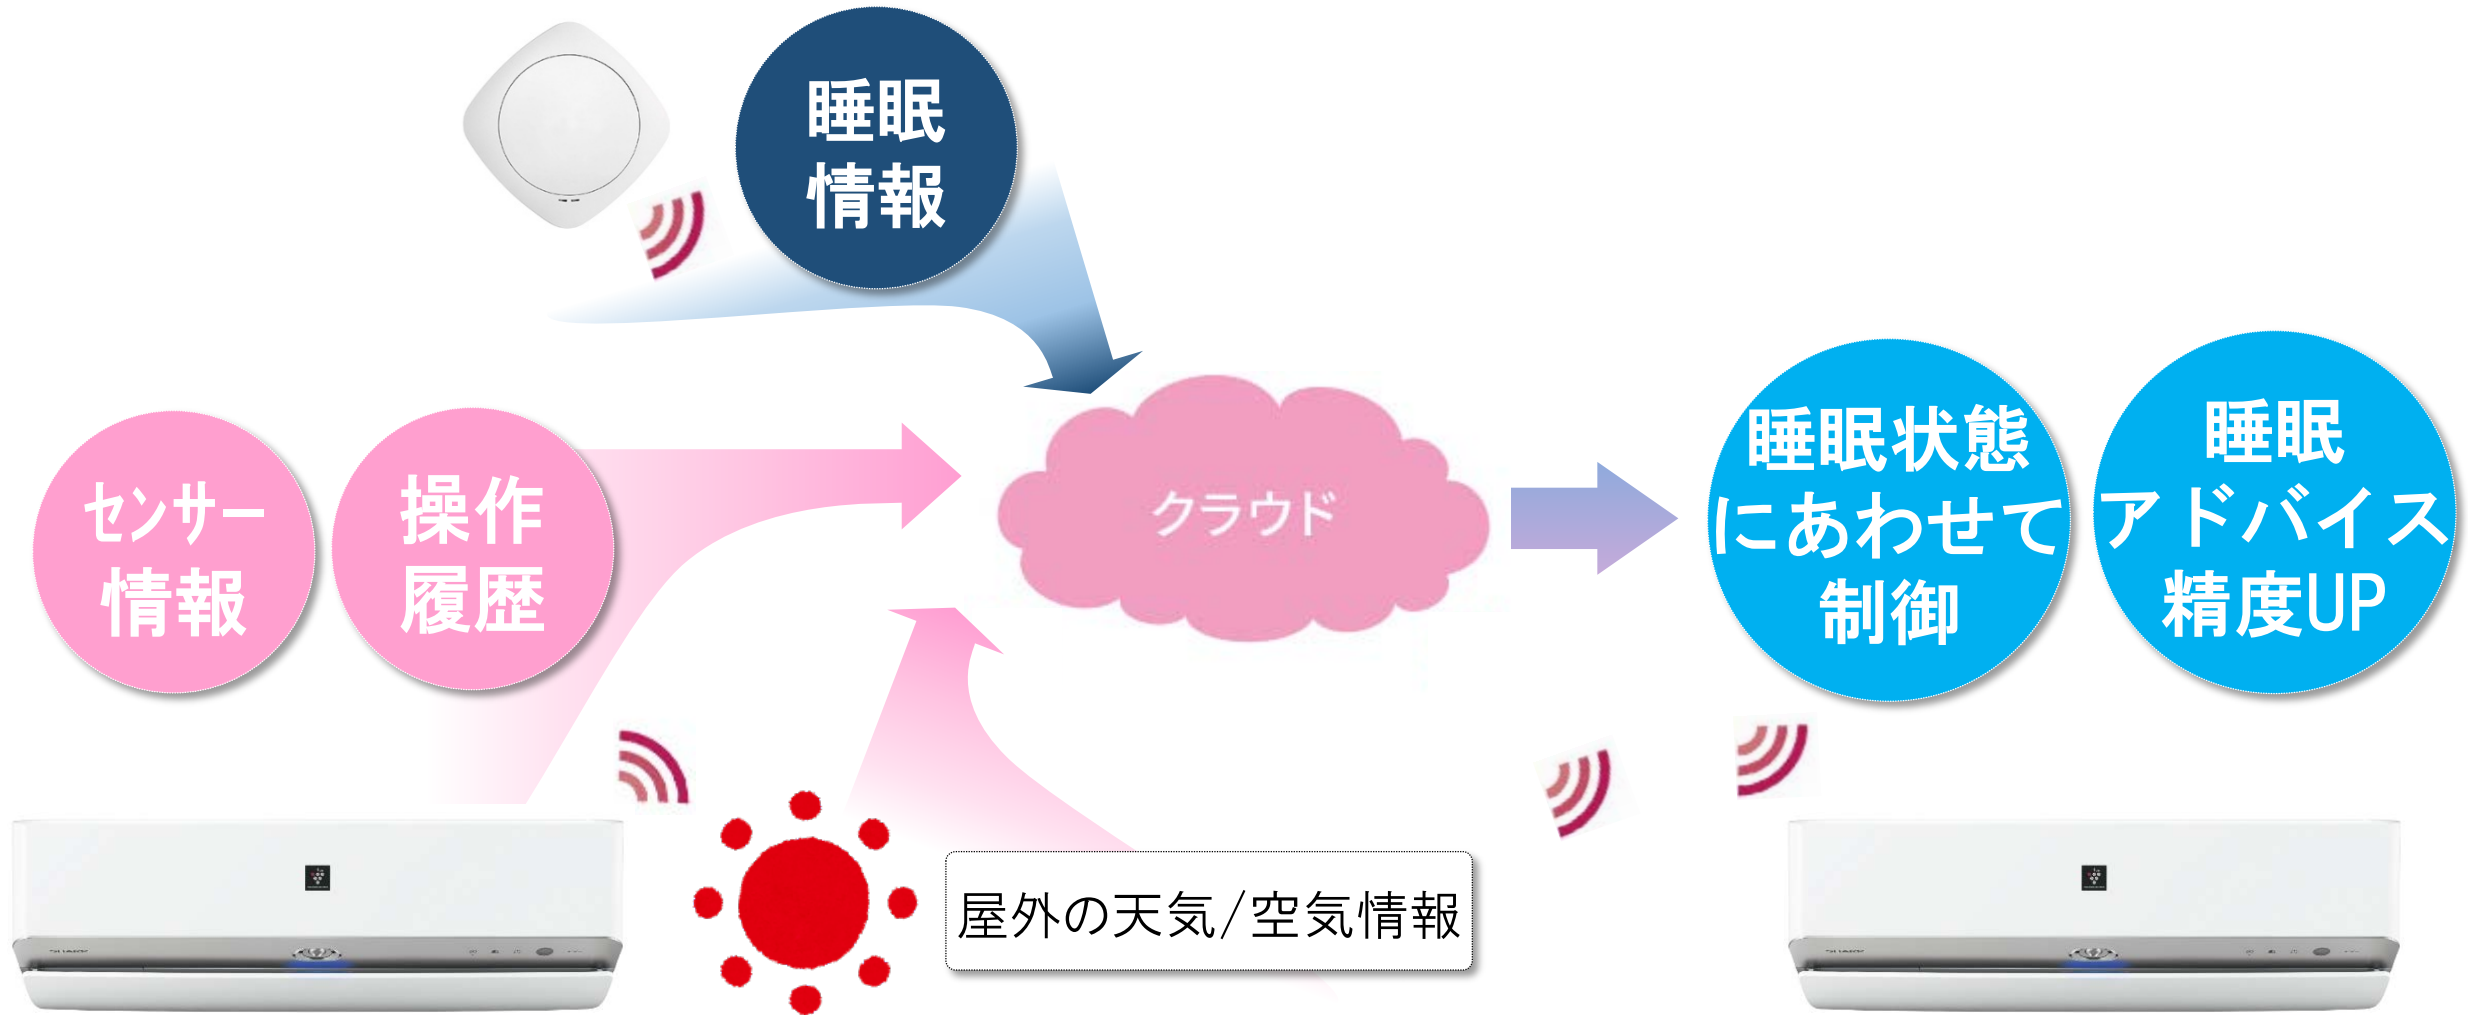 睡眠
情報
センサー
情報
操作
履歴
クラウド
睡眠状態
にあわせて
制御
睡眠
アドバイス
精度UP
屋外の天気/空気情報
SHARP
SHARP